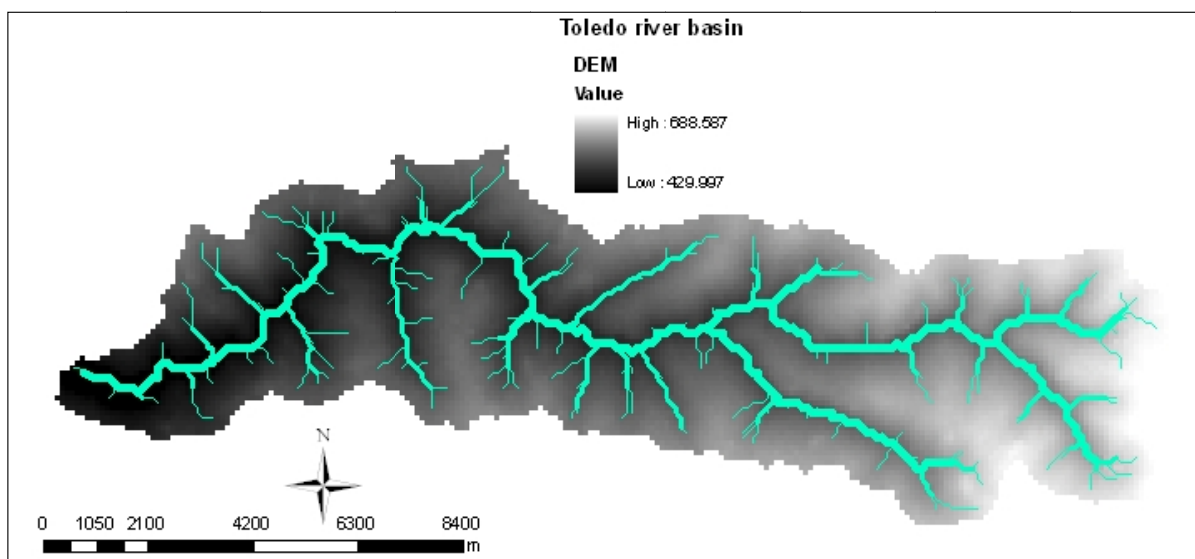 Toledo river basin
DEM
Value
High : 688.587
Low : 429.997
N
0 1050 2100 4200 6300 8400
m